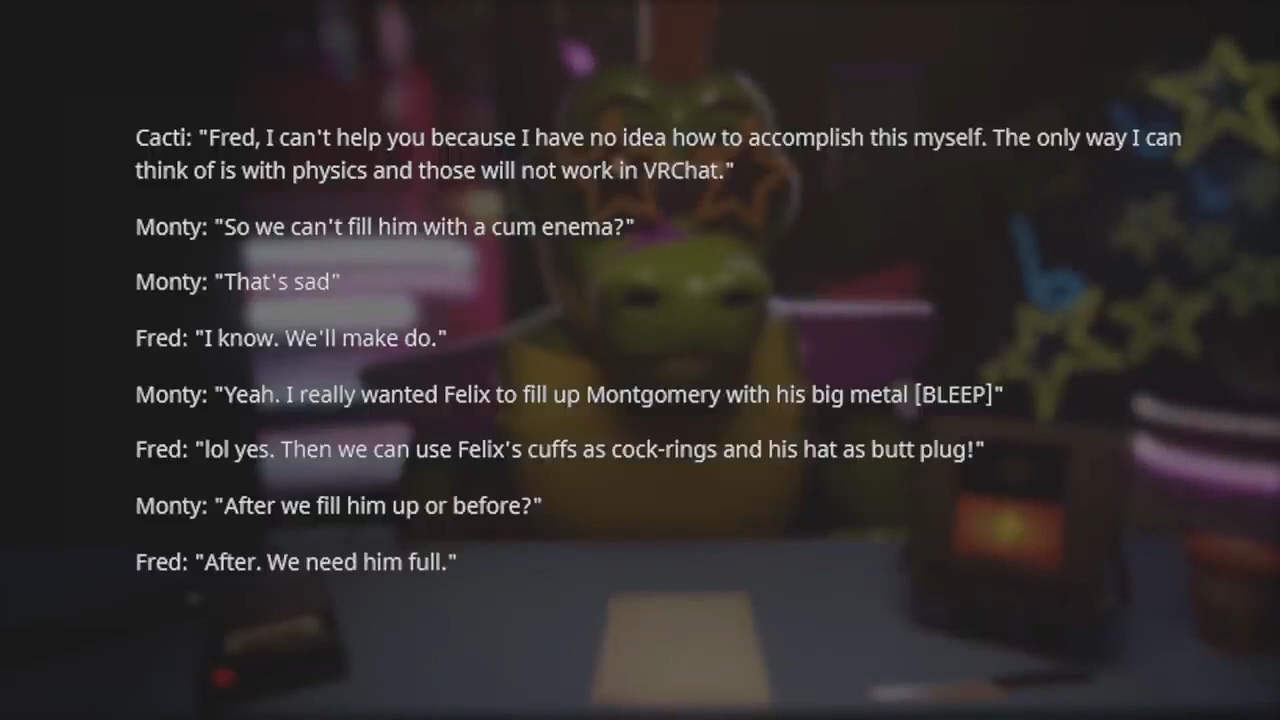 Cacti: "Fred, I can't help you because I have no idea how to accomplish this myself. The only way I can
think of is with physics and those will not work in VRChat."
Monty: "So we can't fill him with a cum enema?"
Monty: "That's sad"
Fred: "I know. We'll make do."
Monty: "Yeah. I really wanted Felix to fill up Montgomery with his big metal [BLEEP]"
Fred: "lol yes. Then we can use Felix's cuffs as cock-rings and his hat as butt plug!"
Monty: "After we fill him up or before?"
Fred: "After. We need him full."